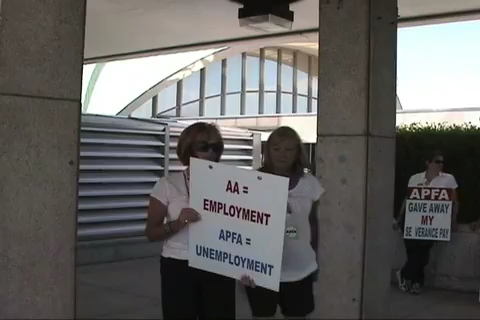 AA =
EMPLOYMENT
APFA =
UNEMPLOYMENT
APFA
GAVE AWAY
MY
SE VERANCE PAY